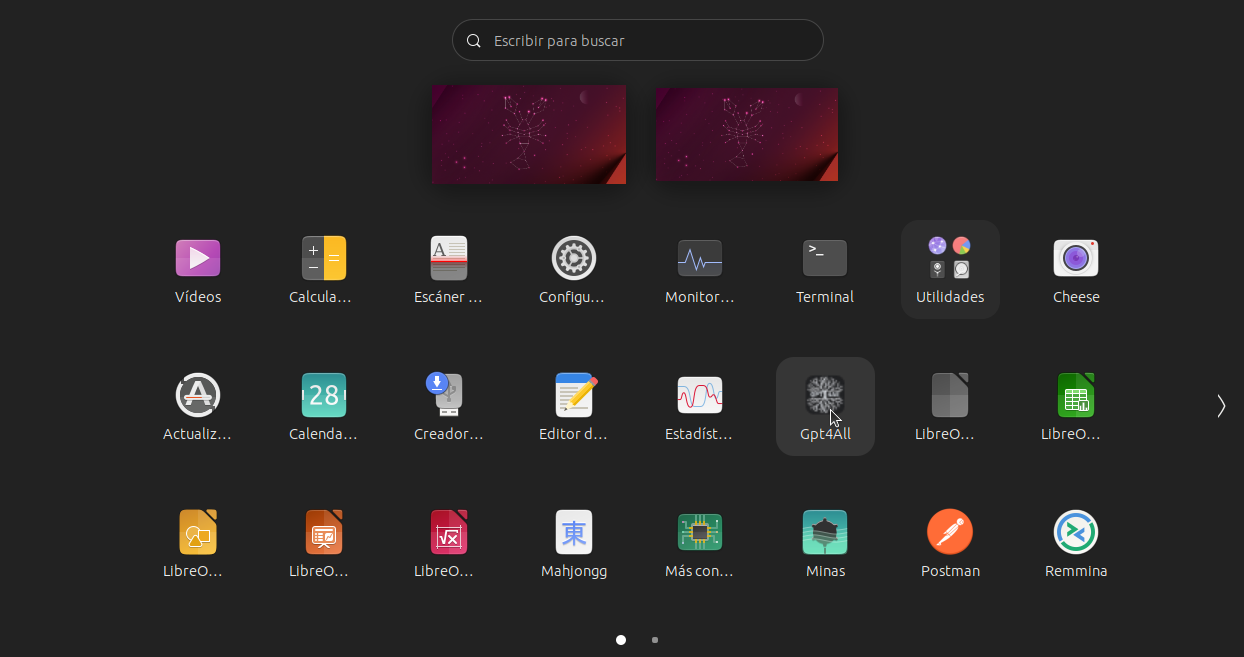 Escribir para buscar
Vídeos
Calcula...
Escáner ...
Configu...
Monitor...
Terminal
Utilidades
Cheese
Actualiz...
28
Calenda...
Creador...
Editor d...
Estadíst...
Gpt4All
LibreO...
LibreO...
LibreO...
LibreO...
LibreO...
東
Mahjongg
Más con...
Minas
Postman
Remmina